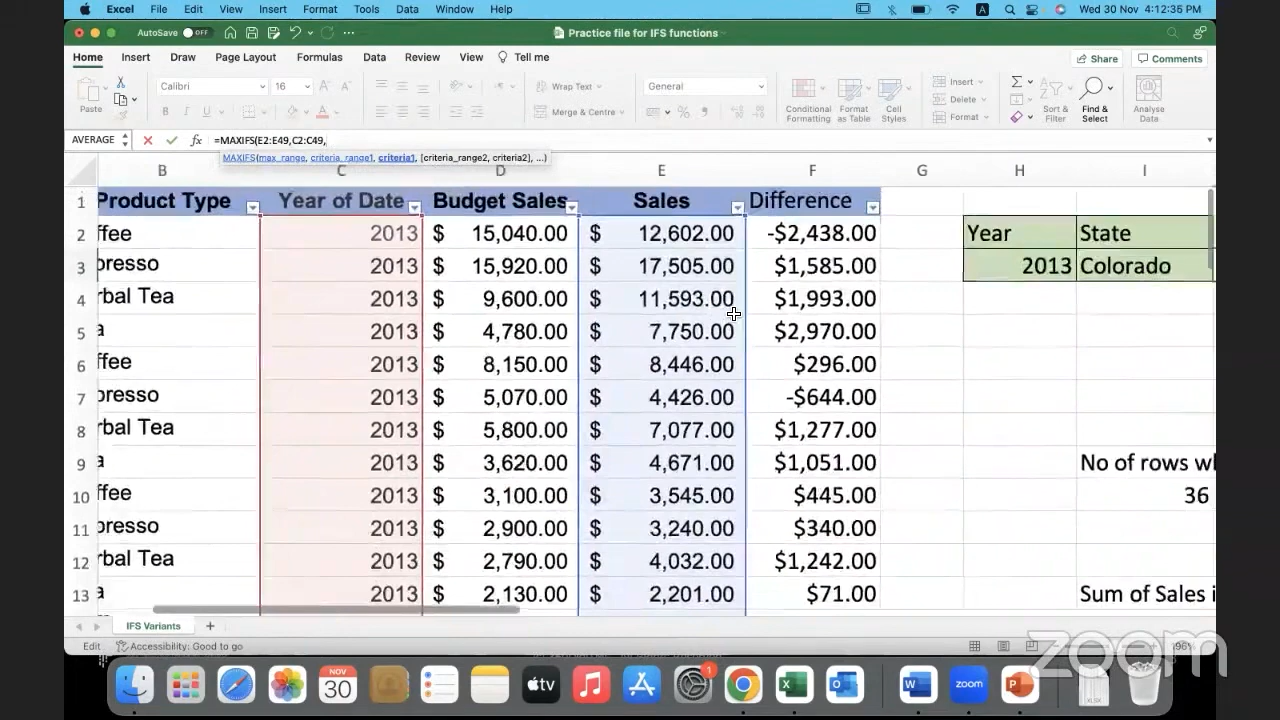 Excel File Edit View Insert Format Tools Data Window Help Wed 30 Nov 4:12:35 PM
AutoSave OFF Practice file for IFS functions
Home Insert Draw Page Layout Formulas Data Review View Tell me Share Comments
Paste Calibri 16 Wrap Text General Conditional Formatting Format as Table Cell Styles Insert Sort & Filter Find & Select Analyse Data
B I U Merge & Centre Delete
Format
AVERAGE fx =MAXIFS(E2:E49,C2:C49,
MAXIFS(max_range, criteria_range1, criteria1, [criteria_range2, criteria2], ...)
B C D E F G H I
1 Product Type Year of Date Budget Sales Sales Difference
2 ffee 2013 $ 15,040.00 $ 12,602.00 -$2,438.00 Year State
3 presso 2013 $ 15,920.00 $ 17,505.00 $1,585.00 2013 Colorado
4 rbal Tea 2013 $ 9,600.00 $ 11,593.00 $1,993.00
5 a 2013 $ 4,780.00 $ 7,750.00 $2,970.00
6 ffee 2013 $ 8,150.00 $ 8,446.00 $296.00
7 presso 2013 $ 5,070.00 $ 4,426.00 -$644.00
8 rbal Tea 2013 $ 5,800.00 $ 7,077.00 $1,277.00
9 a 2013 $ 3,620.00 $ 4,671.00 $1,051.00 No of rows wl
10 ffee 2013 $ 3,100.00 $ 3,545.00 $445.00 36
11 presso 2013 $ 2,900.00 $ 3,240.00 $340.00
12 rbal Tea 2013 $ 2,790.00 $ 4,032.00 $1,242.00
13 a 2013 $ 2,130.00 $ 2,201.00 $71.00 Sum of Sales i
IFS Variants
Edit Accessibility: Good to go
zoom
NOV
30
tv
zoom